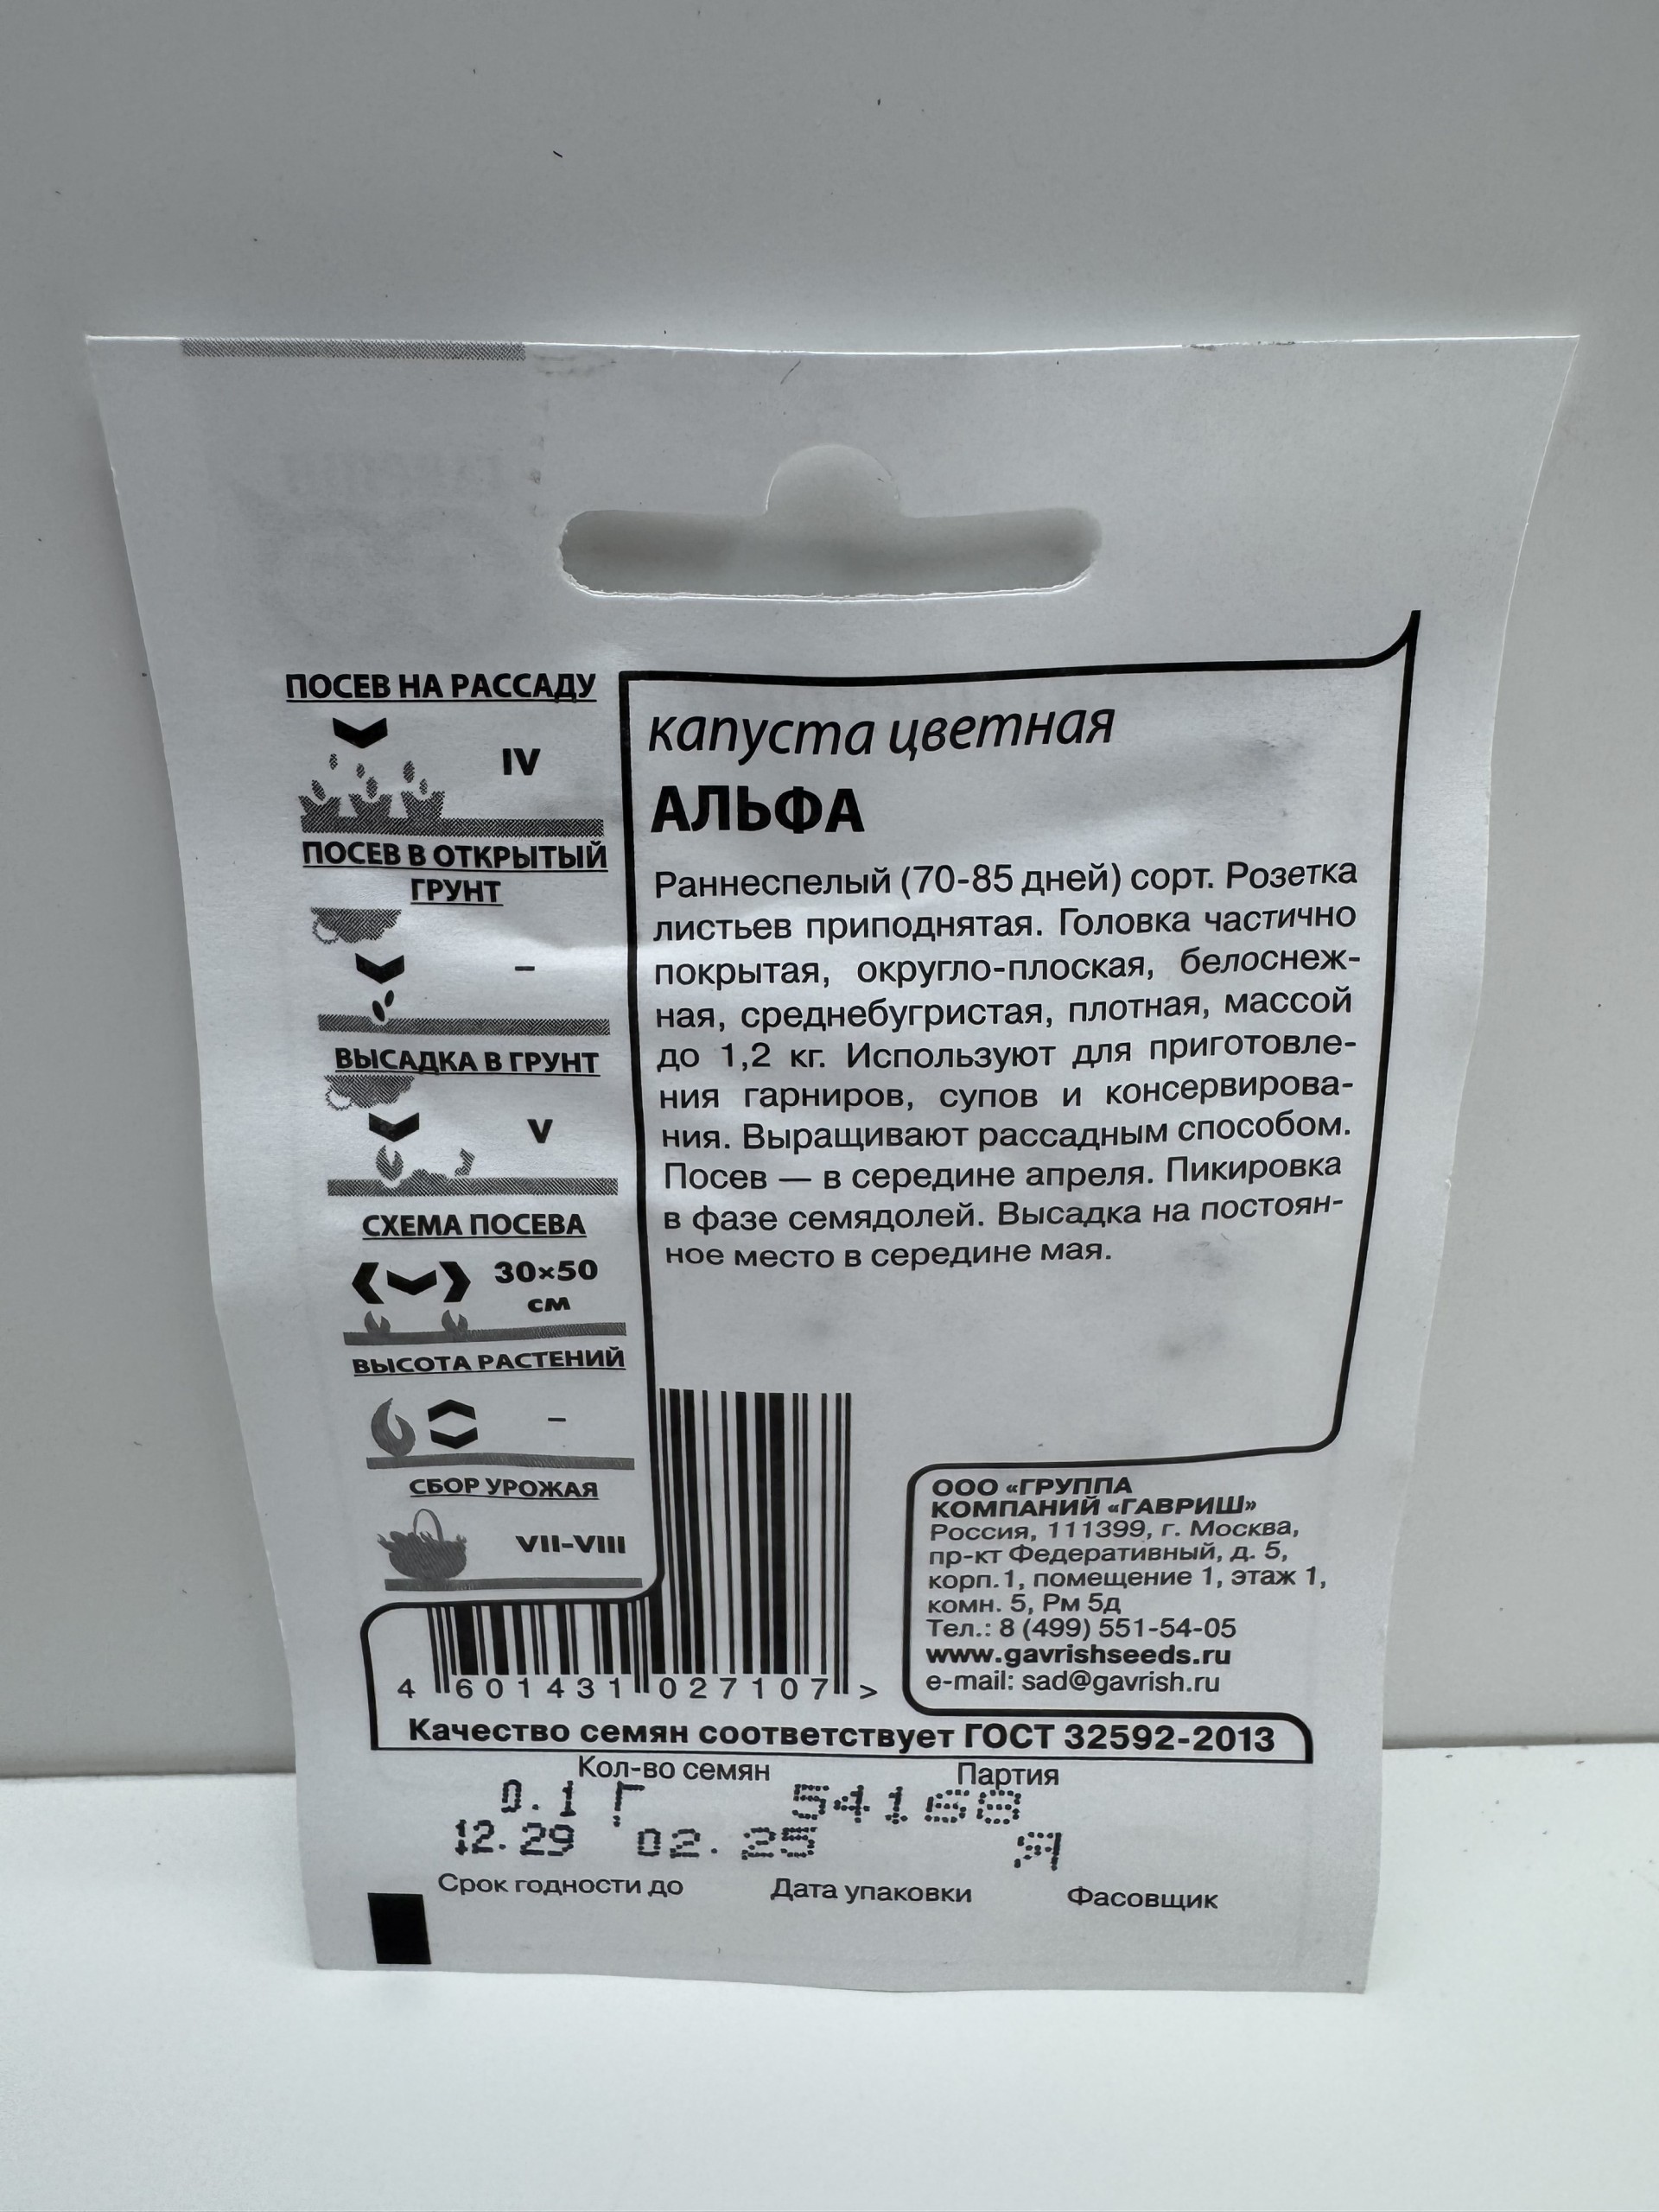 ПОСЕВ НА РАССАДУ
IV
ПОСЕВ В ОТКРЫТЫЙ
ГРУНТ
–
ВЫСАДКА В ГРУНТ
V
СХЕМА ПОСЕВА
30×50
см
ВЫСОТА РАСТЕНИЙ
–
СБОР УРОЖАЯ
VII-VIII
капуста цветная
АЛЬФА
Раннеспелый (70-85 дней) сорт. Розетка
листьев приподнятая. Головка частично
покрытая, округло-плоская, белоснеж-
ная, среднебугристая, плотная, массой
до 1,2 кг. Используют для приготовле-
ния гарниров, супов и консервирова-
ния. Выращивают рассадным способом.
Посев — в середине апреля. Пикировка
в фазе семядолей. Высадка на постоян-
ное место в середине мая.
ООО «ГРУППА
КОМПАНИЙ «ГАВРИШ»
Россия, 111399, г. Москва,
пр-кт Федеративный, д. 5,
корп.1, помещение 1, этаж 1,
комн. 5, Рм 5д
Тел.: 8 (499) 551-54-05
www.gavrishseeds.ru
e-mail: sad@gavrish.ru
4 601431 027107 >
Качество семян соответствует ГОСТ 32592-2013
Кол-во семян Партия
0.1 Г 54168
12.29 02.25 Я
Срок годности до Дата упаковки Фасовщик